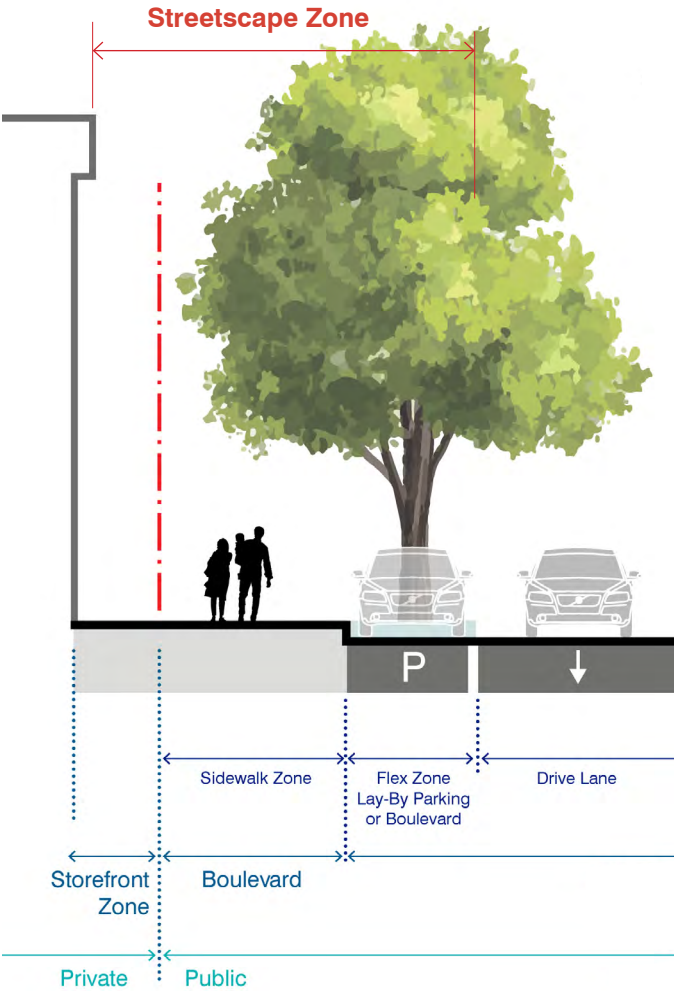 Streetscape Zone
P
Sidewalk Zone
Flex Zone
Lay-By Parking
or Boulevard
Drive Lane
Storefront
Zone
Boulevard
Private
Public